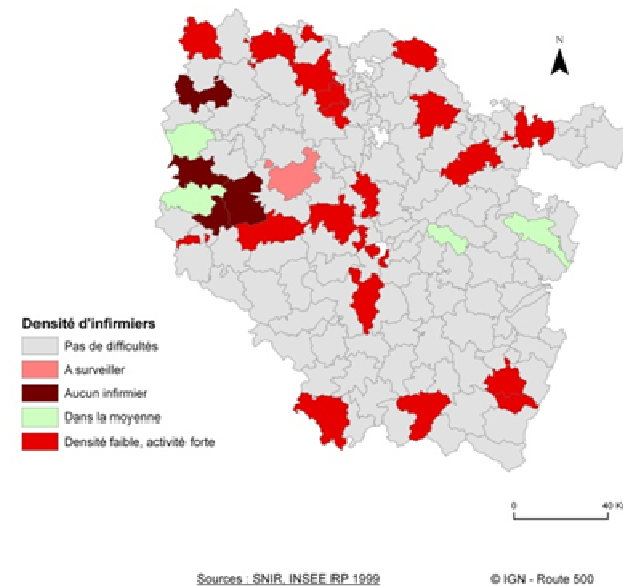 N
Densité d'infirmiers
Pas de difficultés
A surveiller
Aucun infirmier
Dans la moyenne
Densité faible, activité forte
0 40 K
Sources : SNIR, INSEE RP 1999 © IGN - Route 500